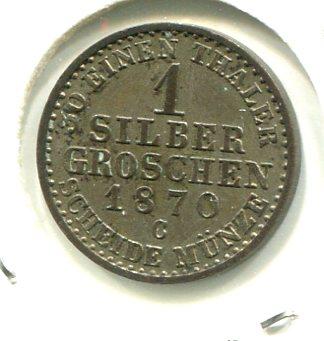 30 EINEN THALER
1
SILBER
GROSCHEN
1870
C
SCHEIDE MÜNZE